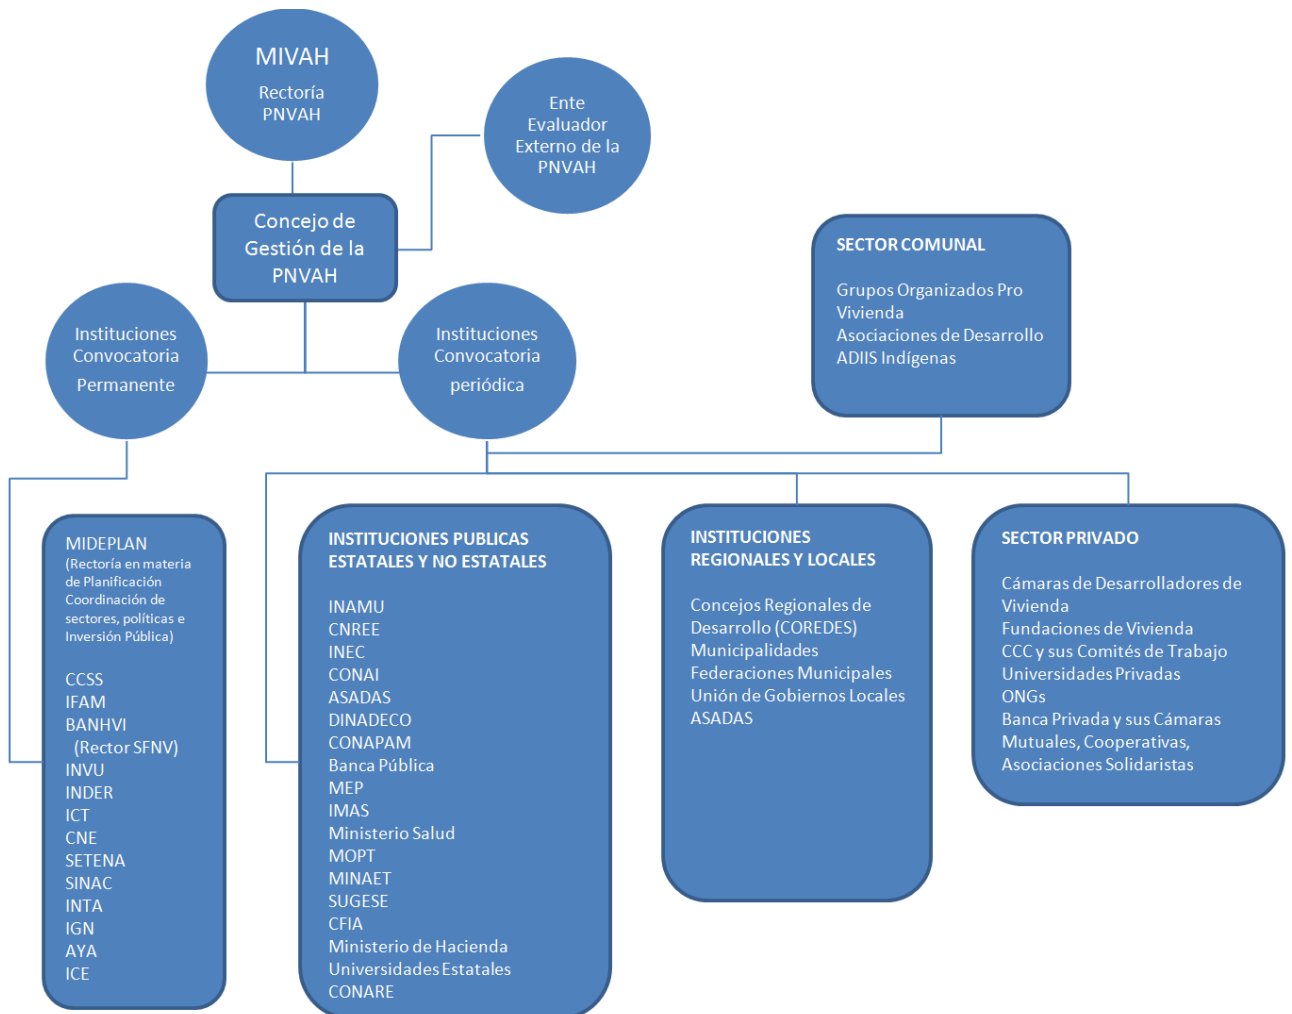 MIVAH
Rectoría
PNVAH
Ente
Evaluador
Externo de la
PNVAH
Concejo de
Gestión de la
PNVAH
SECTOR COMUNAL
Grupos Organizados Pro
Vivienda
Asociaciones de Desarrollo
ADIIS Indígenas
Instituciones
Convocatoria
Permanente
Instituciones
Convocatoria
periódica
MIDEPLAN
(Rectoría en materia
de Planificación
Coordinación de
sectores, políticas e
Inversión Pública)
CCSS
IFAM
BANHVI
(Rector SFNV)
INVU
INDER
ICT
CNE
SETENA
SINAC
INTA
IGN
AYA
ICE
INSTITUCIONES PUBLICAS
ESTATALES Y NO ESTATALES
INAMU
CNREE
INEC
CONAI
ASADAS
DINADECO
CONAPAM
Banca Pública
MEP
IMAS
Ministerio Salud
MOPT
MINAET
SUGESE
CFIA
Ministerio de Hacienda
Universidades Estatales
CONARE
INSTITUCIONES
REGIONALES Y LOCALES
Concejos Regionales de
Desarrollo (COREDES)
Municipalidades
Federaciones Municipales
Unión de Gobiernos Locales
ASADAS
SECTOR PRIVADO
Cámaras de Desarrolladores de
Vivienda
Fundaciones de Vivienda
CCC y sus Comités de Trabajo
Universidades Privadas
ONGs
Banca Privada y sus Cámaras
Mutuales, Cooperativas,
Asociaciones Solidaristas